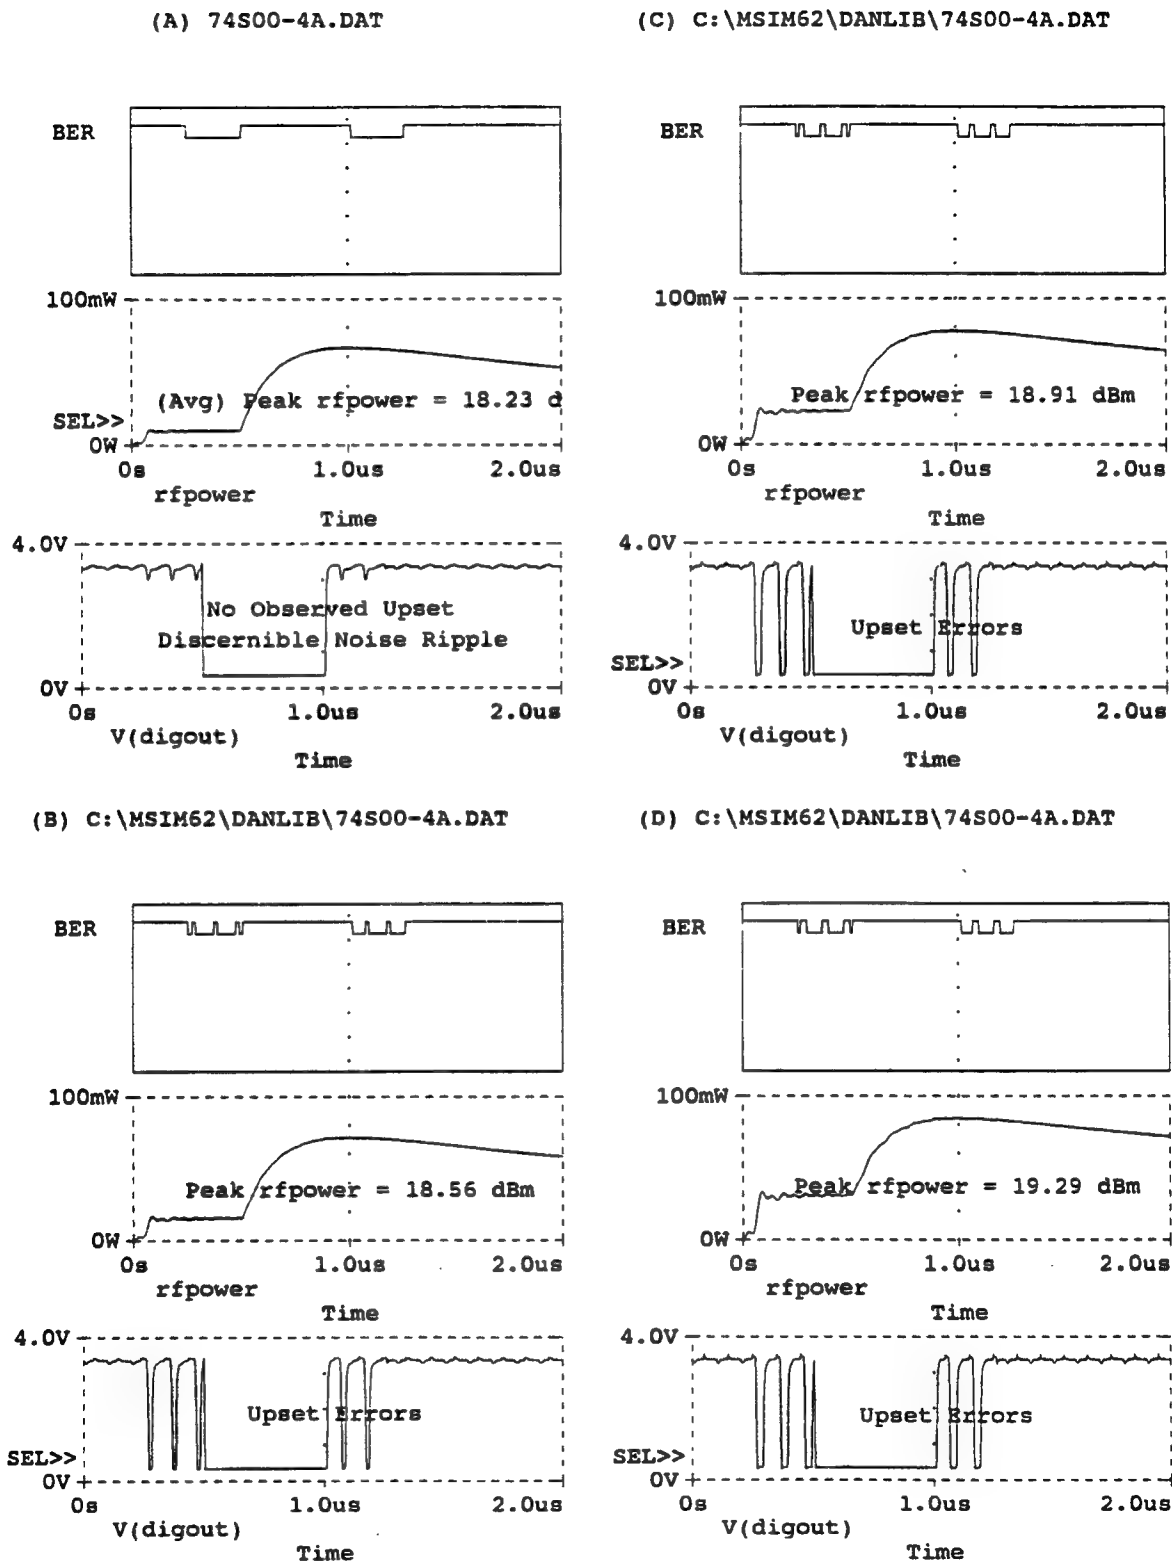 (A) 74S00-4A.DAT
BER
100mW
(Avg) Peak rfpower = 18.23 d
SEL>>
0W
0s 1.0us 2.0us
rfpower
Time
4.0V
No Observed Upset
Discernible Noise Ripple
0V
0s 1.0us 2.0us
V(digout)
Time
(C) C:\MSIM62\DANLIB\74S00-4A.DAT
BER
100mW
Peak rfpower = 18.91 dBm
0W
0s 1.0us 2.0us
rfpower
Time
4.0V
Upset Errors
SEL>>
0V
0s 1.0us 2.0us
V(digout)
Time
(B) C:\MSIM62\DANLIB\74S00-4A.DAT
BER
100mW
Peak rfpower = 18.56 dBm
0W
0s 1.0us 2.0us
rfpower
Time
4.0V
Upset Errors
SEL>>
0V
0s 1.0us 2.0us
V(digout)
Time
(D) C:\MSIM62\DANLIB\74S00-4A.DAT
BER
100mW
Peak rfpower = 19.29 dBm
0W
0s 1.0us 2.0us
rfpower
Time
4.0V
Upset Errors
SEL>>
0V
0s 1.0us 2.0us
V(digout)
Time